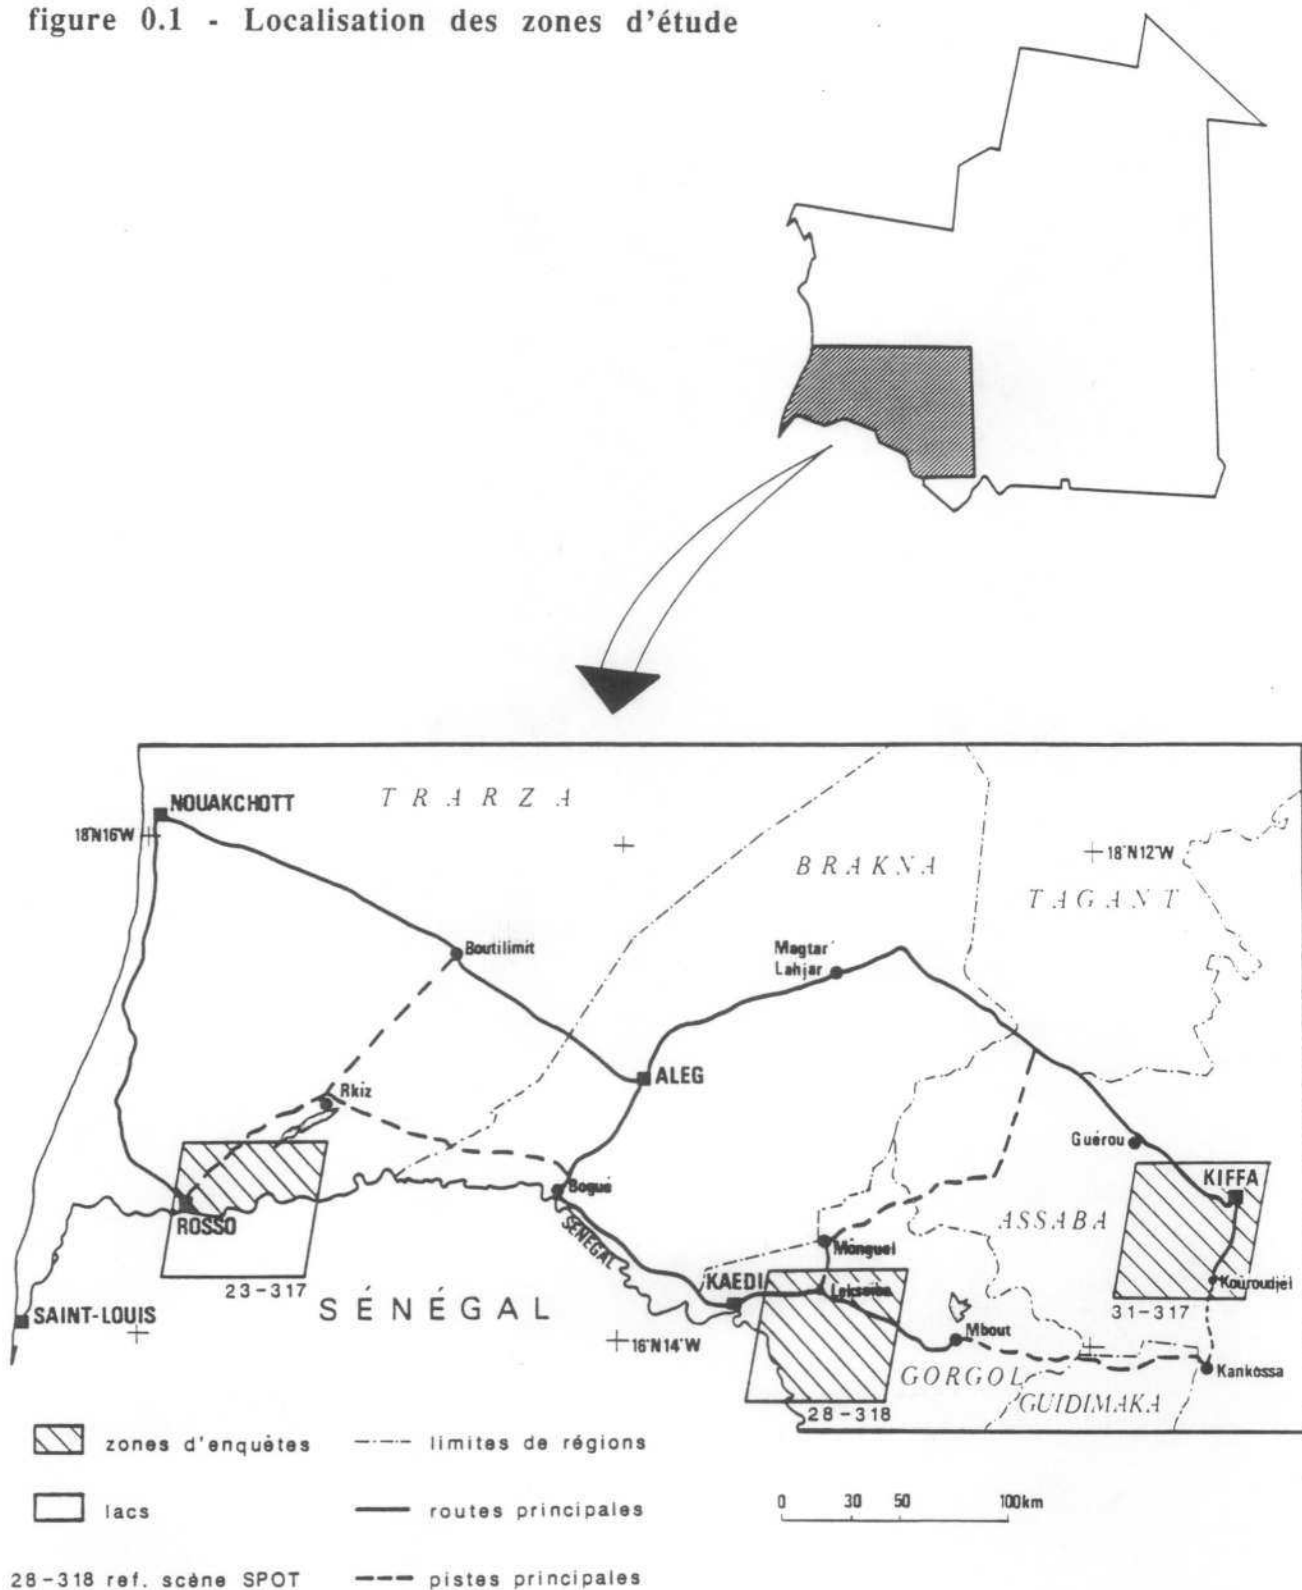 figure 0.1 - Localisation des zones d'étude
NOUAKCHOTT
TRARZA
18°N16°W
BRAKNA
18°N12°W
TAGANT
Boutilimit
Magtar
Lahjar
ALEG
Rkiz
Guérou
KIFFA
Bogué
ROSSO
SÉNÉGAL
ASSABA
Monguel
KAEDI
Lekseiba
Kouroudjel
23-317
31-317
SÉNÉGAL
SAINT-LOUIS
Mbout
16°N14°W
GORGOL
Kankossa
GUIDIMAKA
28-318
zones d'enquêtes
limites de régions
lacs
routes principales
0 30 50 100km
28-318 ref. scène SPOT
pistes principales